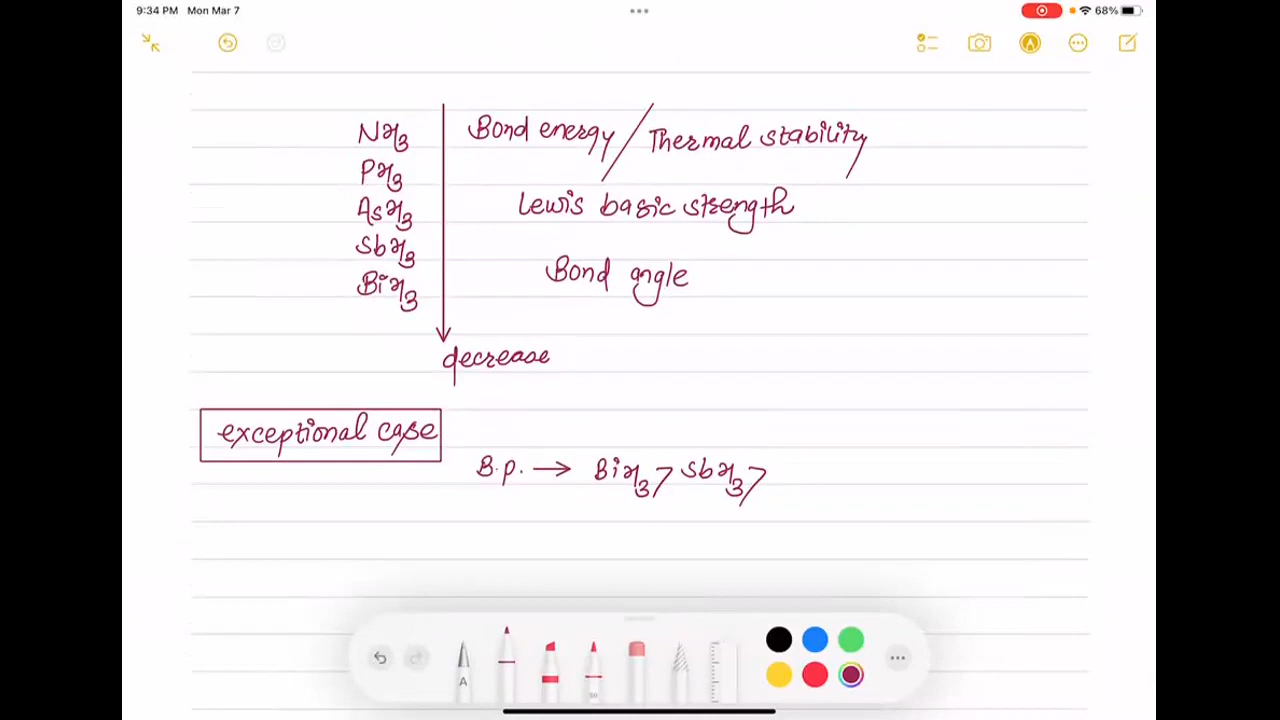 9:34 PM Mon Mar 7 68%
NH3
PH3
AsH3
SbH3
BiH3
Bond energy / Thermal stability
Lewis basic strength
Bond angle
decrease
exceptional case
B.p. → BiH3 > SbH3 >
A
50